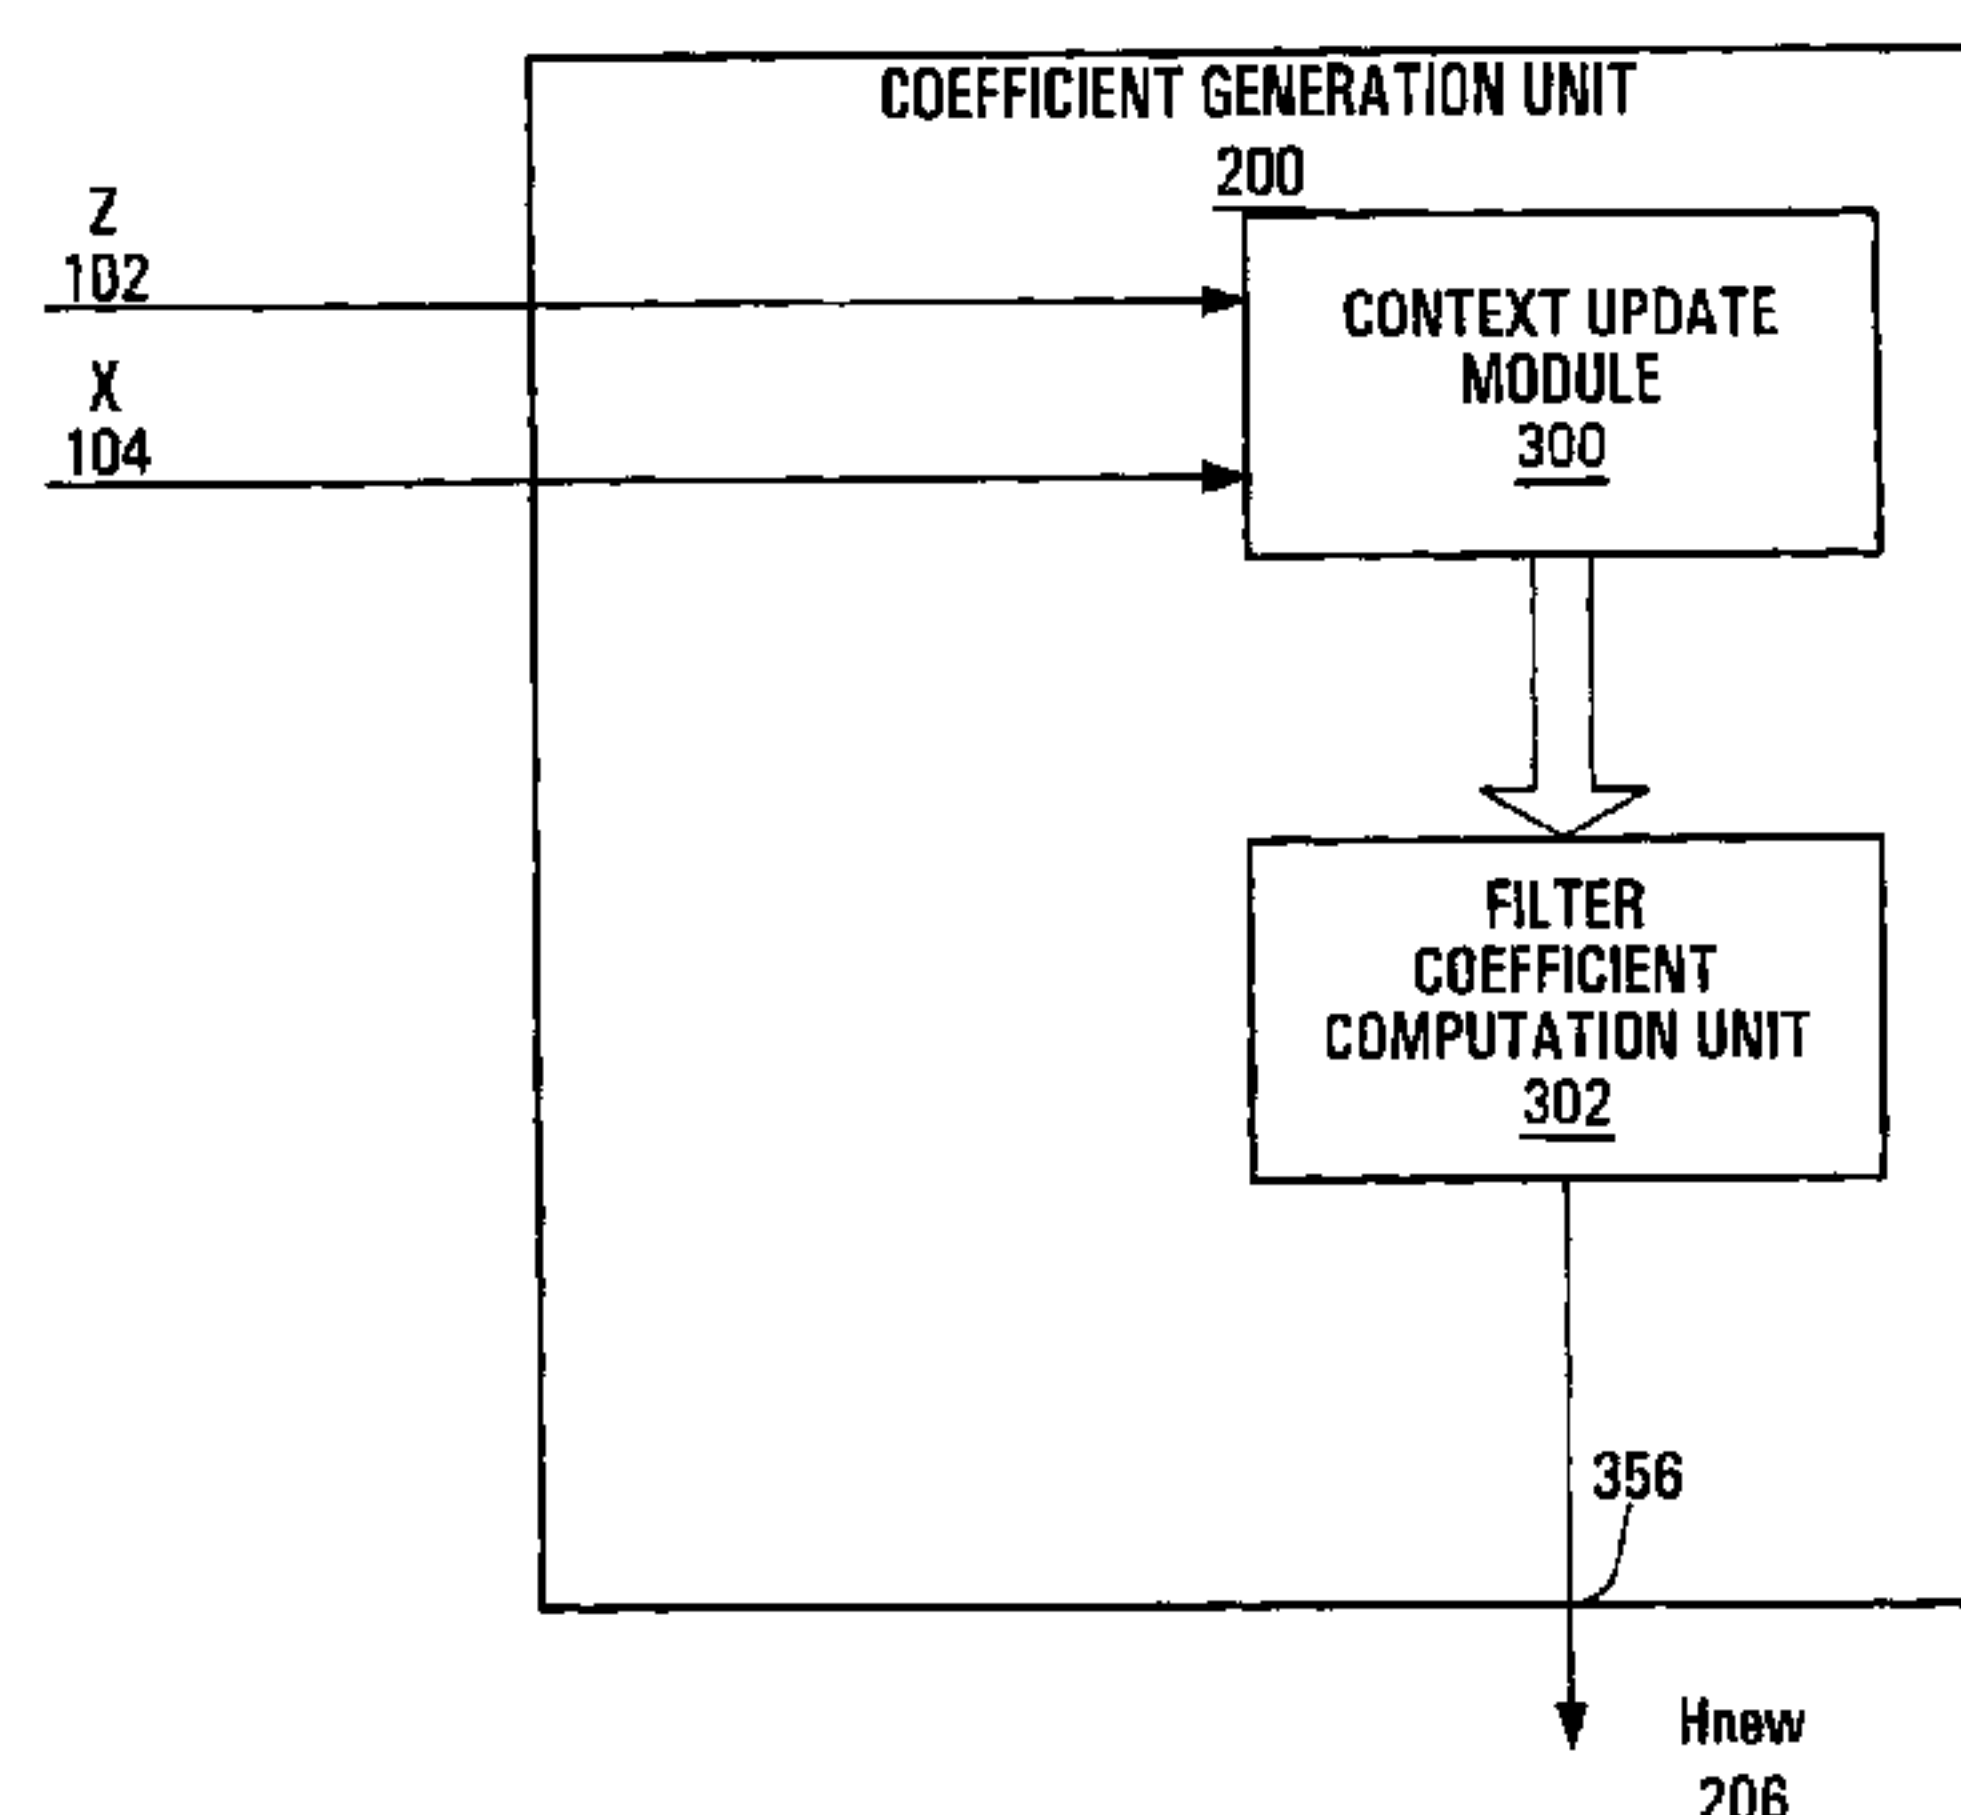 COEFFICIENT GENERATION UNIT
200
Z
102
X
104
CONTEXT UPDATE
MODULE
300
FILTER
COEFFICIENT
COMPUTATION UNIT
302
356
Hnew
206